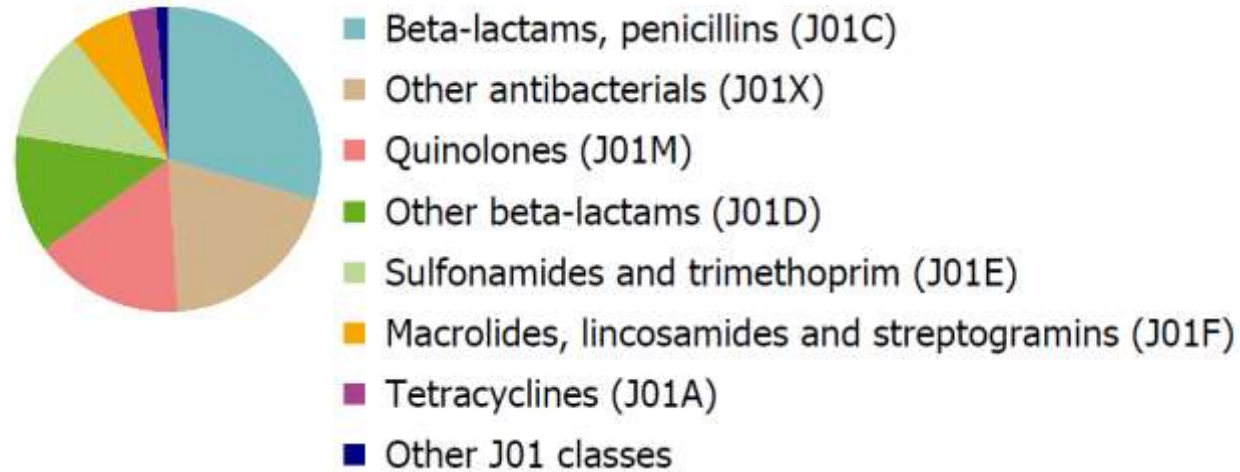 Beta-lactams, penicillins (J01C)
Other antibacterials (J01X)
Quinolones (J01M)
Other beta-lactams (J01D)
Sulfonamides and trimethoprim (J01E)
Macrolides, lincosamides and streptogramins (J01F)
Tetracyclines (J01A)
Other J01 classes